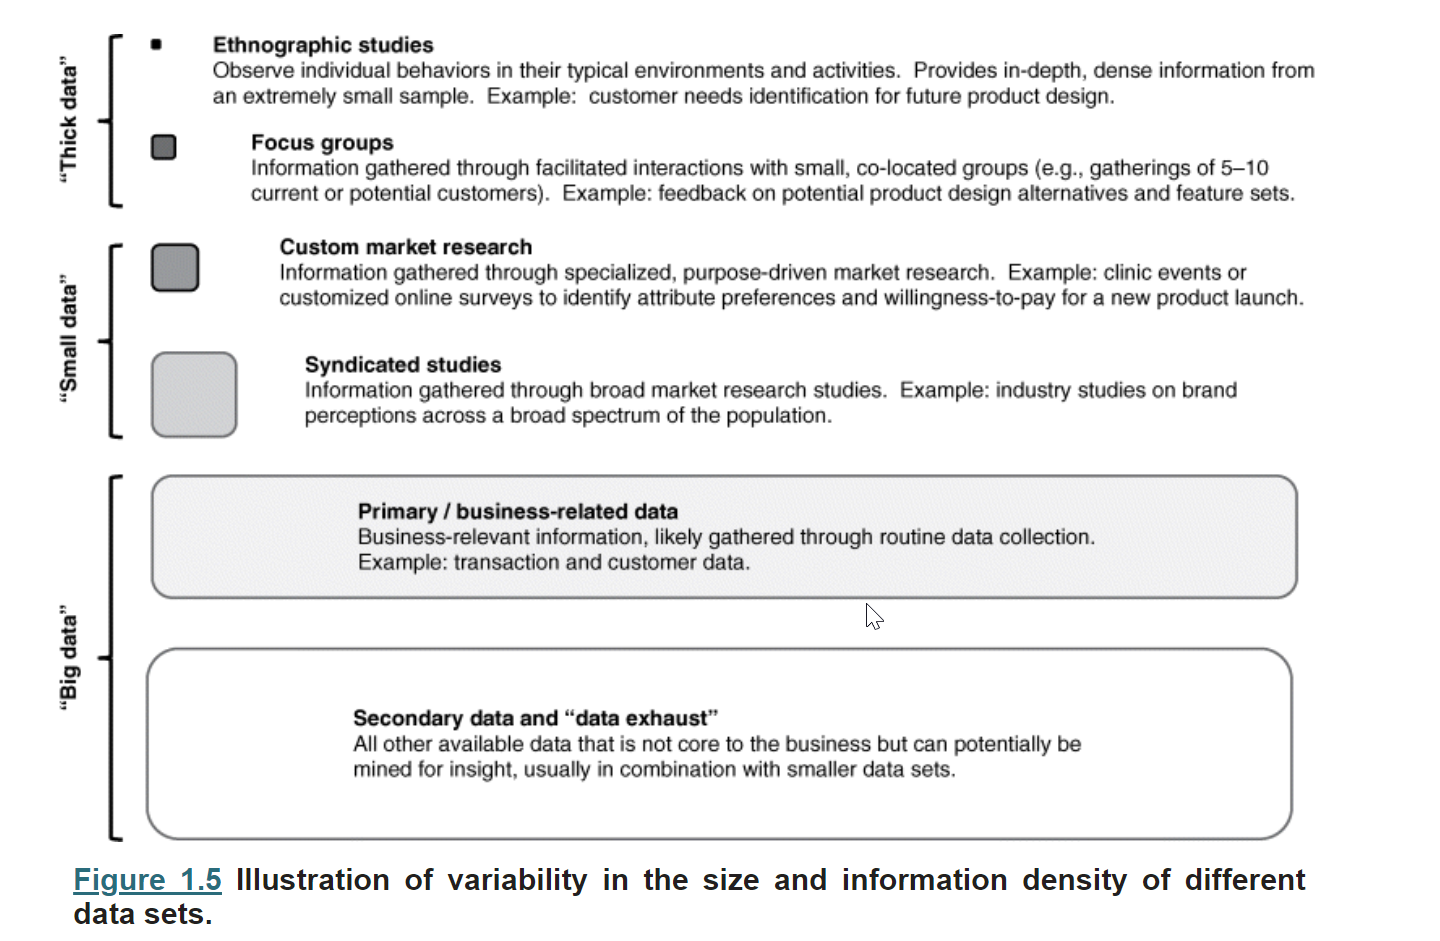 “Thick data”
Ethnographic studies
Observe individual behaviors in their typical environments and activities.  Provides in-depth, dense information from
an extremely small sample.  Example:  customer needs identification for future product design.
Focus groups
Information gathered through facilitated interactions with small, co-located groups (e.g., gatherings of 5–10
current or potential customers).  Example: feedback on potential product design alternatives and feature sets.
“Small data”
Custom market research
Information gathered through specialized, purpose-driven market research.  Example: clinic events or
customized online surveys to identify attribute preferences and willingness-to-pay for a new product launch.
Syndicated studies
Information gathered through broad market research studies.  Example: industry studies on brand
perceptions across a broad spectrum of the population.
“Big data”
Primary / business-related data
Business-relevant information, likely gathered through routine data collection.
Example: transaction and customer data.
Secondary data and “data exhaust”
All other available data that is not core to the business but can potentially be
mined for insight, usually in combination with smaller data sets.
Figure 1.5 Illustration of variability in the size and information density of different
data sets.